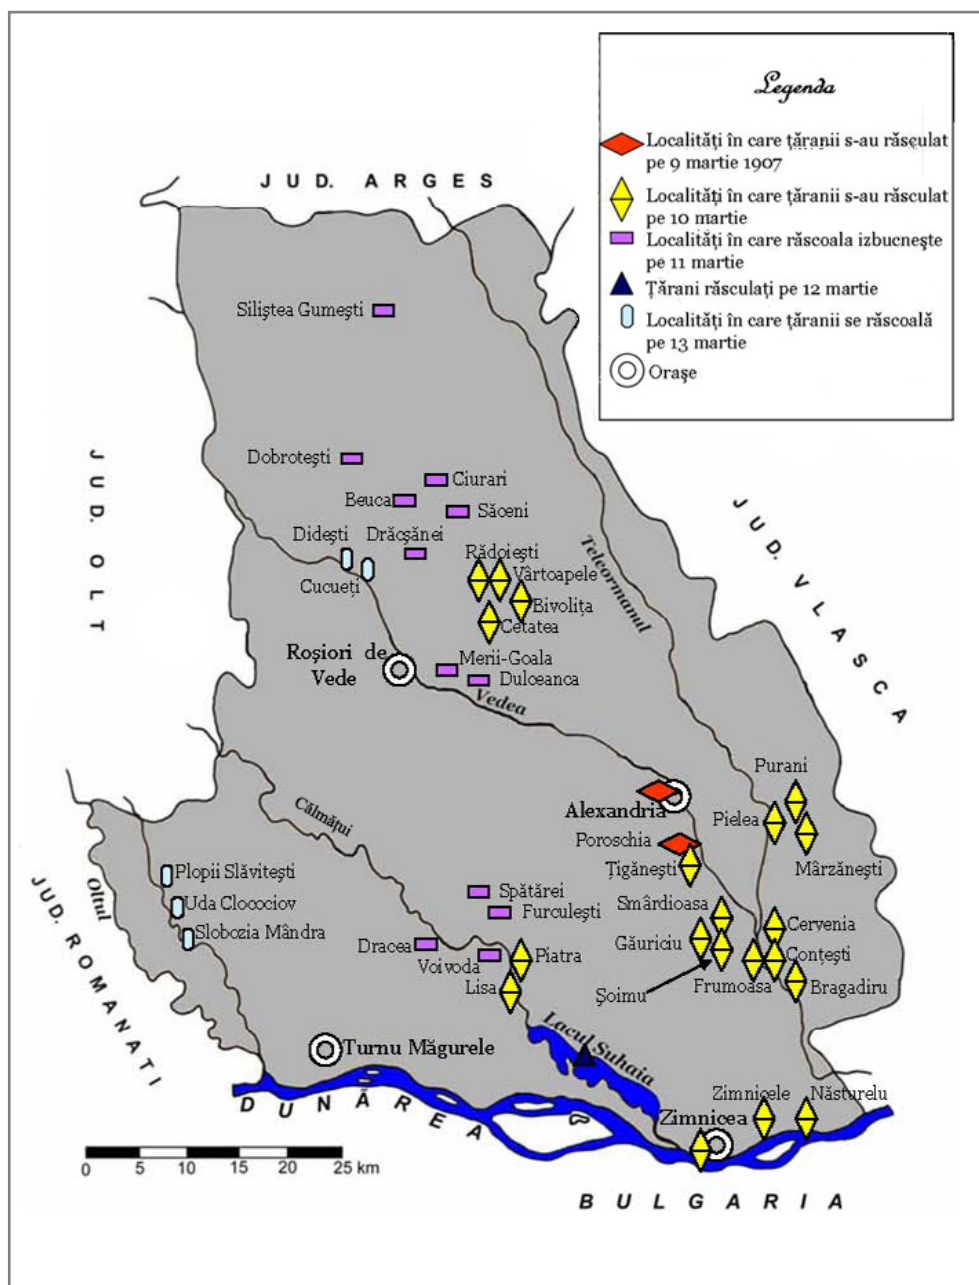 Legenda
Localități în care țăranii s-au răsculat
pe 9 martie 1907
Localități în care țăranii s-au răsculat
pe 10 martie
Localități în care răscoala izbucnește
pe 11 martie
Țărani răsculați pe 12 martie
Localități în care țăranii se răscoală
pe 13 martie
Orașe
JUD. ARGES
Siliștea Gumești
JUD. OLT
Dobrotești
Ciurari
Beuca
Săceni
JUD. VLASCA
Didești
Drăcșănei
Rădoiești
Teleormanul
Vârtoapele
Cucueți
Bivolița
Cetatea
Roșiori de
Vede
Merii-Goala
Dulceanca
Vedea
Purani
Călmățui
Alexandria
Pielea
Poroschia
Mârzănești
Țigănești
Plopii Slăvitești
Oltul
JUD. ROMANATI
Spătărei
Smârdioasa
Uda Clocociov
Furculești
Cervenia
Slobozia Mândra
Dracea
Găuriciu
Voivoda
Piatra
Conțești
Lisa
Șoimu
Frumoasa
Bragadiru
Turnu Măgurele
Lacul Suhaia
DUNĂREA
Zimnicele
Năsturelu
Zimnicea
0 5 10 15 20 25 km
BULGARIA